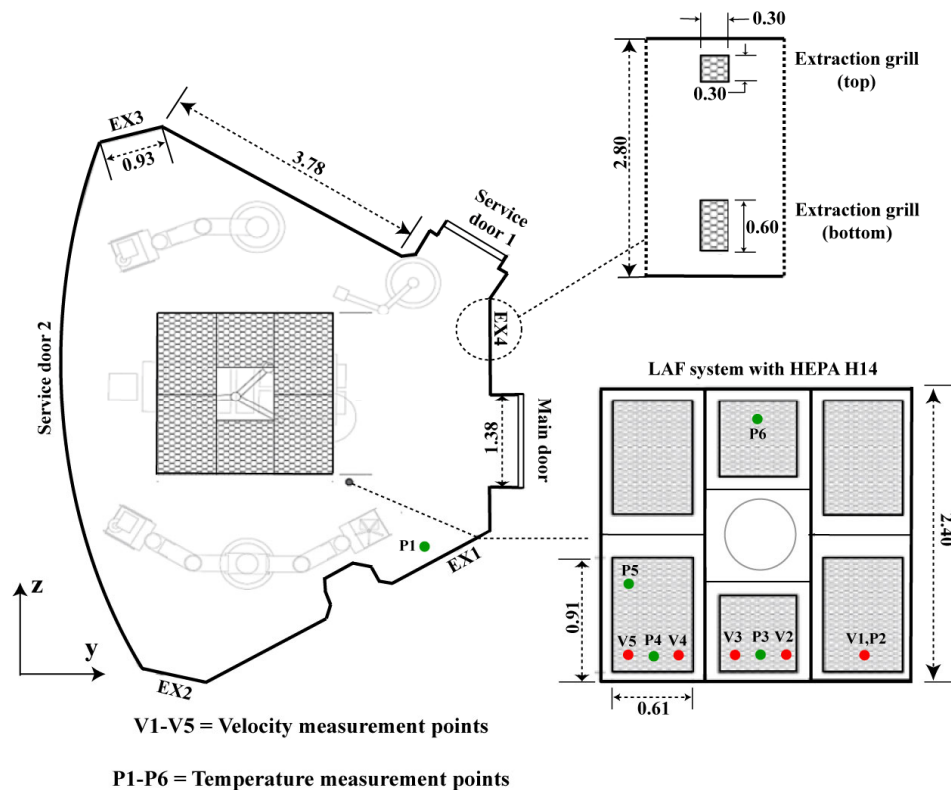 0.30
Extraction grill
(top)
0.30
2.80
Extraction grill
(bottom)
0.60
EX3
0.93
3.78
Service
door 1
EX4
Service door 2
Main door
1.38
P1
EX1
EX2
z
y
LAF system with HEPA H14
P6
P5
V5
P4
V4
V3
P3
V2
V1,P2
0.91
0.61
2.40
V1-V5 = Velocity measurement points
P1-P6 = Temperature measurement points